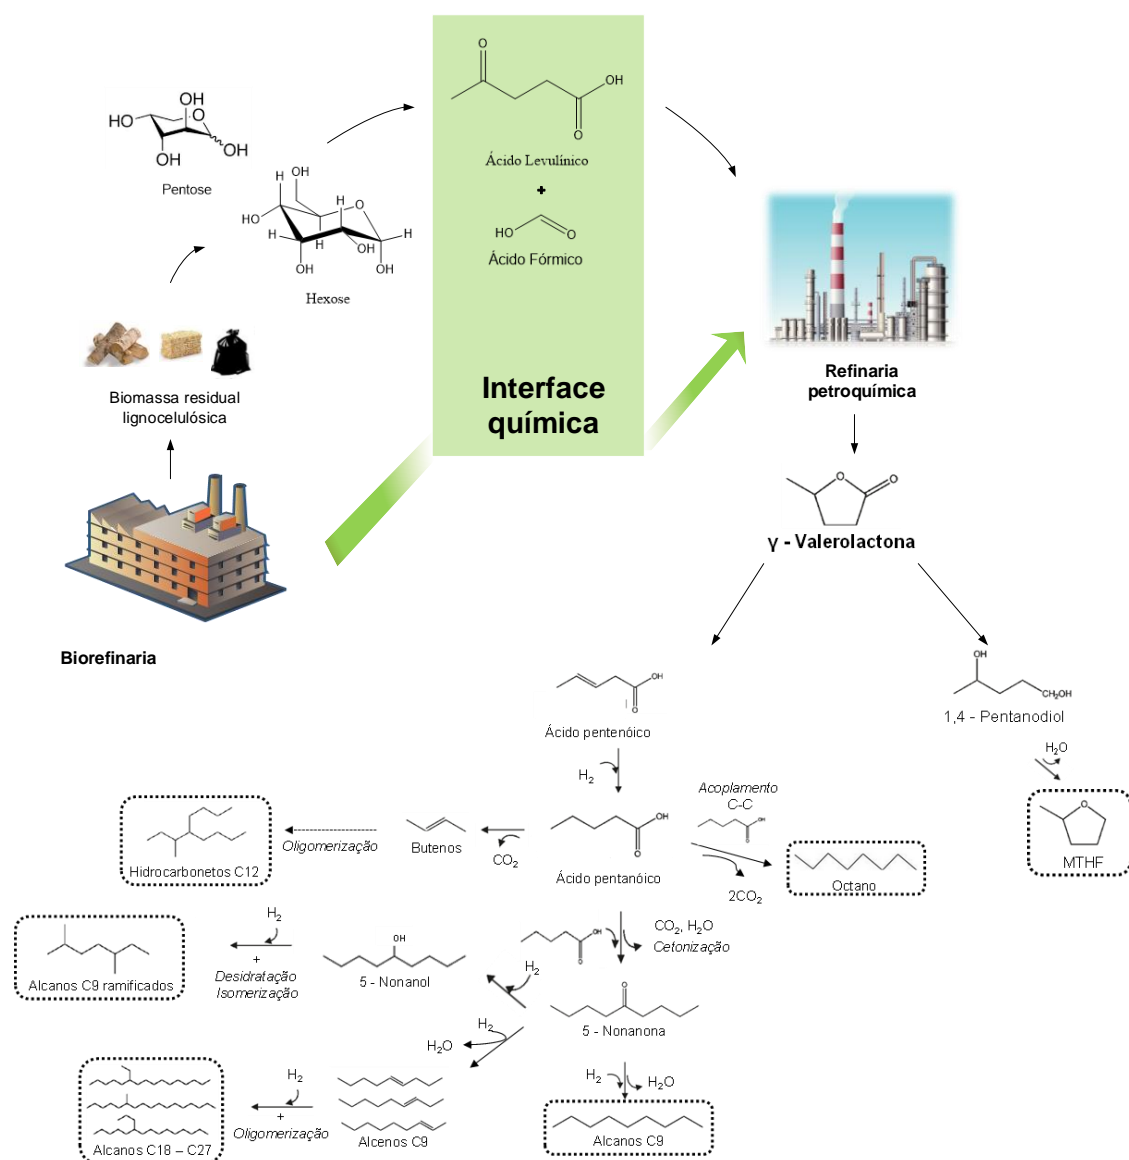 O
OH
O
Ácido Levulínico
+
HO
O
Ácido Fórmico
Interface
química
OH
HO
O
OH
OH
Pentose
OH
H
H
O
HO
H
H
H
OH
OH
OH
Hexose
Biomassa residual
lignocelulósica
Biorefinaria
Refinaria
petroquímica
O
O
γ - Valerolactona
OH
O
Ácido pentenóico
OH
CH2OH
1,4 - Pentanodiol
H2O
O
MTHF
H2
Acoplamento
C-C
OH
O
OH
O
Ácido pentanóico
2CO2
Octano
CO2
Butenos
Oligomerização
Hidrocarbonetos C12
OH
O
CO2, H2O
Cetonização
H2
OH
5 - Nonanol
H2
+
Desidratação
Isomerização
Alcanos C9 ramificados
O
5 - Nonanona
H2
H2O
Alcenos C9
H2
+
Oligomerização
Alcanos C18 – C27
H2
H2O
Alcanos C9